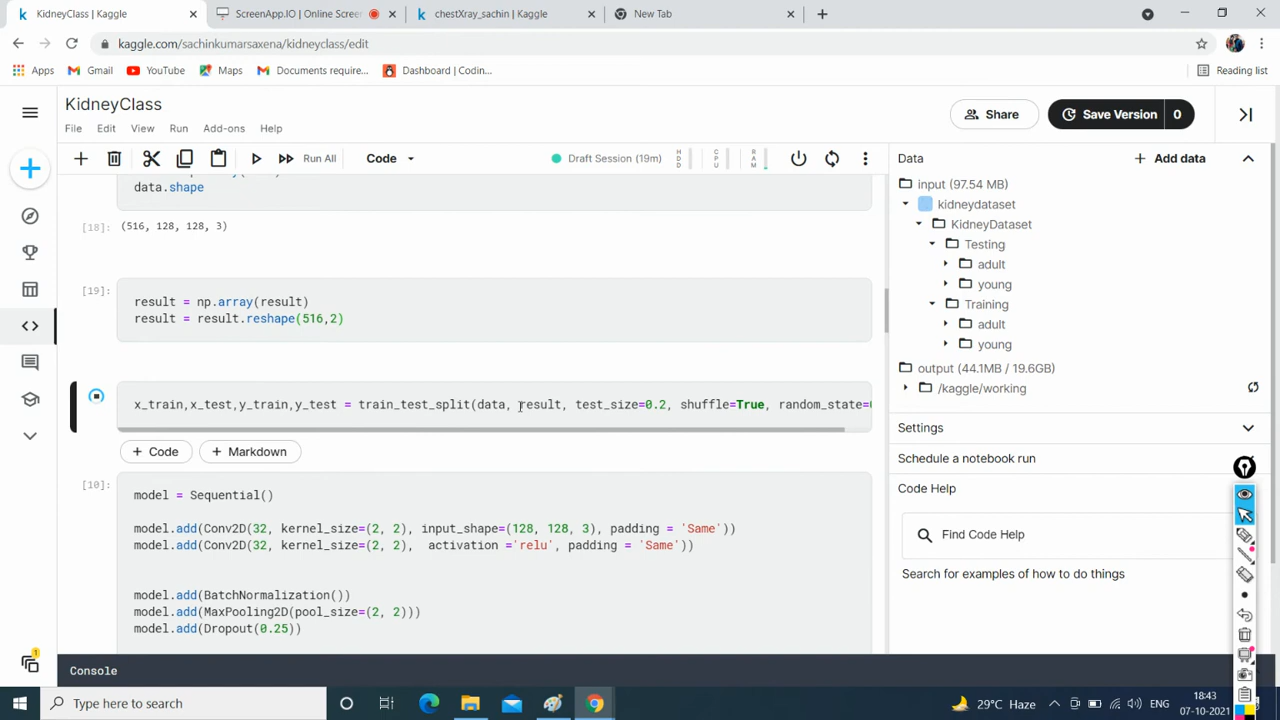 KidneyClass | Kaggle
ScreenApp.IO | Online Screen
chestXray_sachin | Kaggle
New Tab
kaggle.com/sachinkumarsaxena/kidneyclass/edit
Apps
Gmail
YouTube
Maps
Documents require...
Dashboard | Codin...
Reading list
KidneyClass
File Edit View Run Add-ons Help
Share
Save Version 0
Run All
Code
Draft Session (19m)
HDD
CPU
RAM
data.shape
[18]: (516, 128, 128, 3)
[19]: result = np.array(result)
result = result.reshape(516,2)
x_train,x_test,y_train,y_test = train_test_split(data, result, test_size=0.2, shuffle=True, random_state=
+ Code
+ Markdown
[10]: model = Sequential()
model.add(Conv2D(32, kernel_size=(2, 2), input_shape=(128, 128, 3), padding = 'Same'))
model.add(Conv2D(32, kernel_size=(2, 2), activation ='relu', padding = 'Same'))
model.add(BatchNormalization())
model.add(MaxPooling2D(pool_size=(2, 2)))
model.add(Dropout(0.25))
Console
Data
+ Add data
input (97.54 MB)
kidneydataset
KidneyDataset
Testing
adult
young
Training
adult
young
output (44.1MB / 19.6GB)
/kaggle/working
Settings
Schedule a notebook run
Code Help
Find Code Help
Search for examples of how to do things
1
Type here to search
29°C Haze
ENG
18:43
07-10-2021